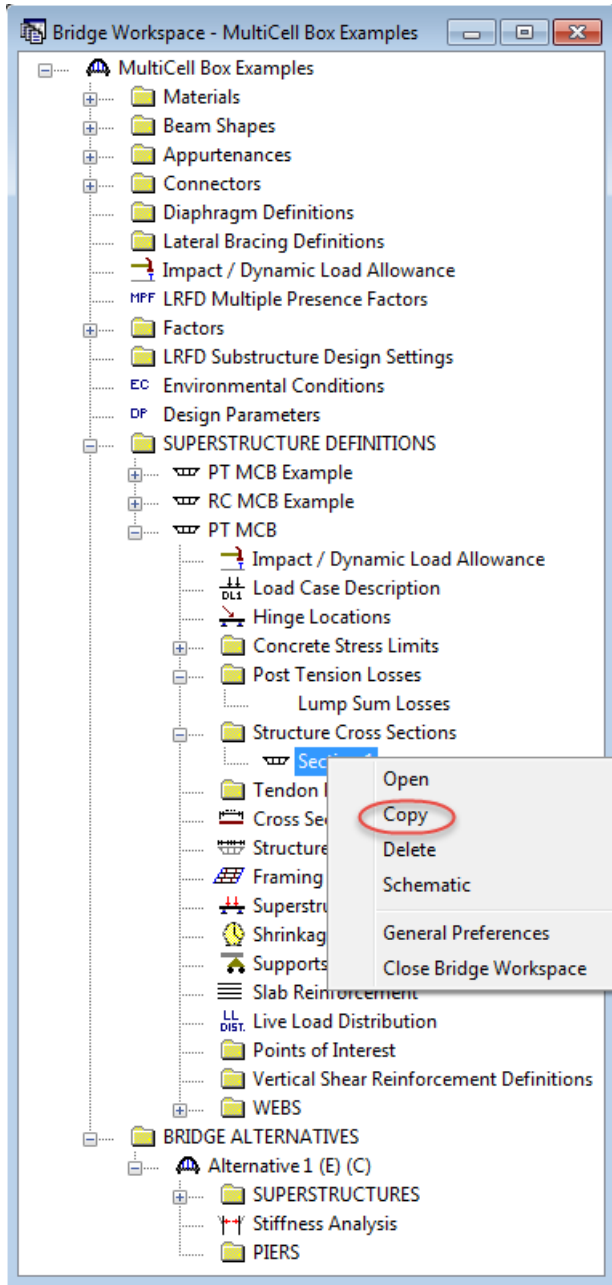 Bridge Workspace - MultiCell Box Examples
MultiCell Box Examples
Materials
Beam Shapes
Appurtenances
Connectors
Diaphragm Definitions
Lateral Bracing Definitions
Impact / Dynamic Load Allowance
MPF LRFD Multiple Presence Factors
Factors
LRFD Substructure Design Settings
EC Environmental Conditions
DP Design Parameters
SUPERSTRUCTURE DEFINITIONS
PT MCB Example
RC MCB Example
PT MCB
Impact / Dynamic Load Allowance
DL1 Load Case Description
Hinge Locations
Concrete Stress Limits
Post Tension Losses
Lump Sum Losses
Structure Cross Sections
Open
Tendon
Copy
Cross
Delete
Structure
Schematic
Framing
General Preferences
Close Bridge Workspace
Supports
Slab Reinforcement
LL DIST. Live Load Distribution
Points of Interest
Vertical Shear Reinforcement Definitions
WEBS
BRIDGE ALTERNATIVES
Alternative 1 (E) (C)
SUPERSTRUCTURES
Stiffness Analysis
PIERS